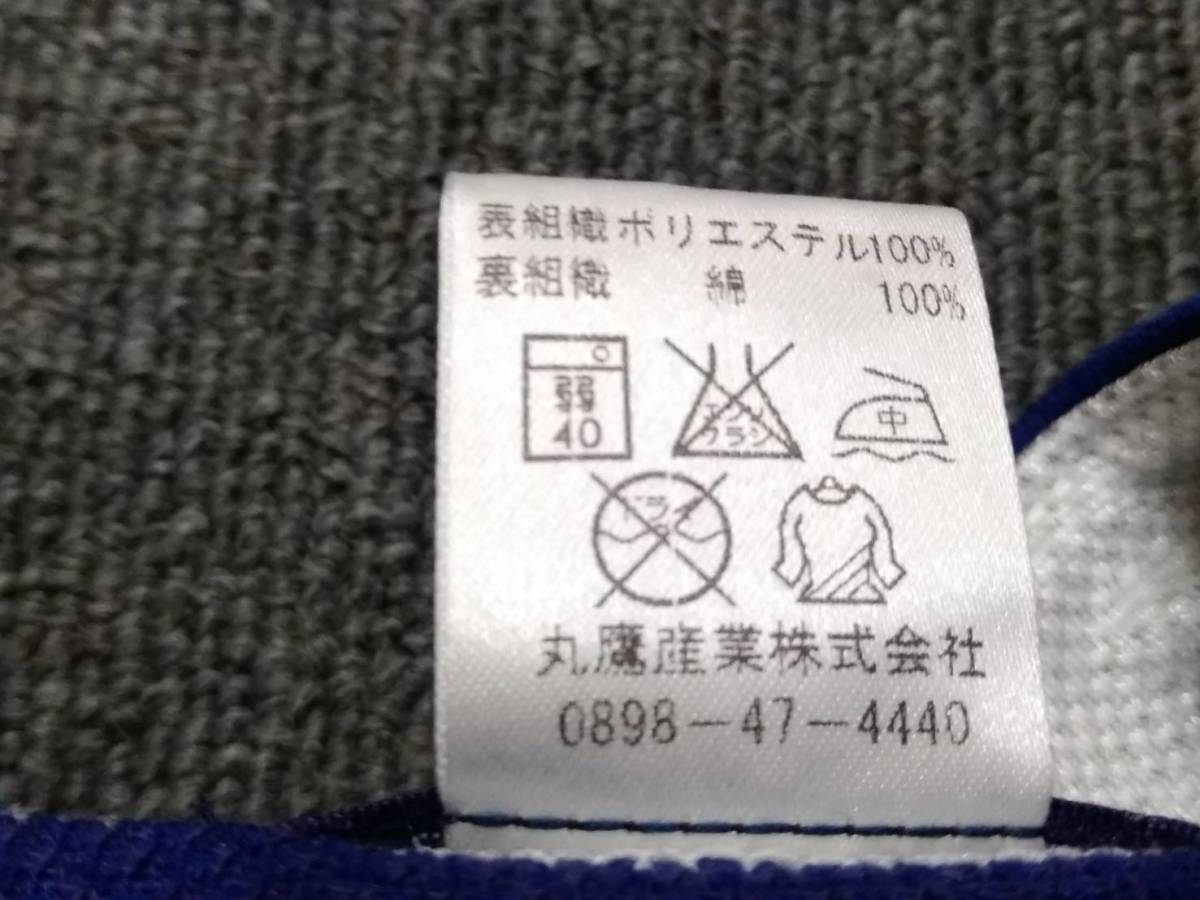 表組織ポリエステル100%
裏組織 綿 100%
弱
40
エンソ
フラシ
中
ドライ
丸鷹産業株式会社
0898-47-4440